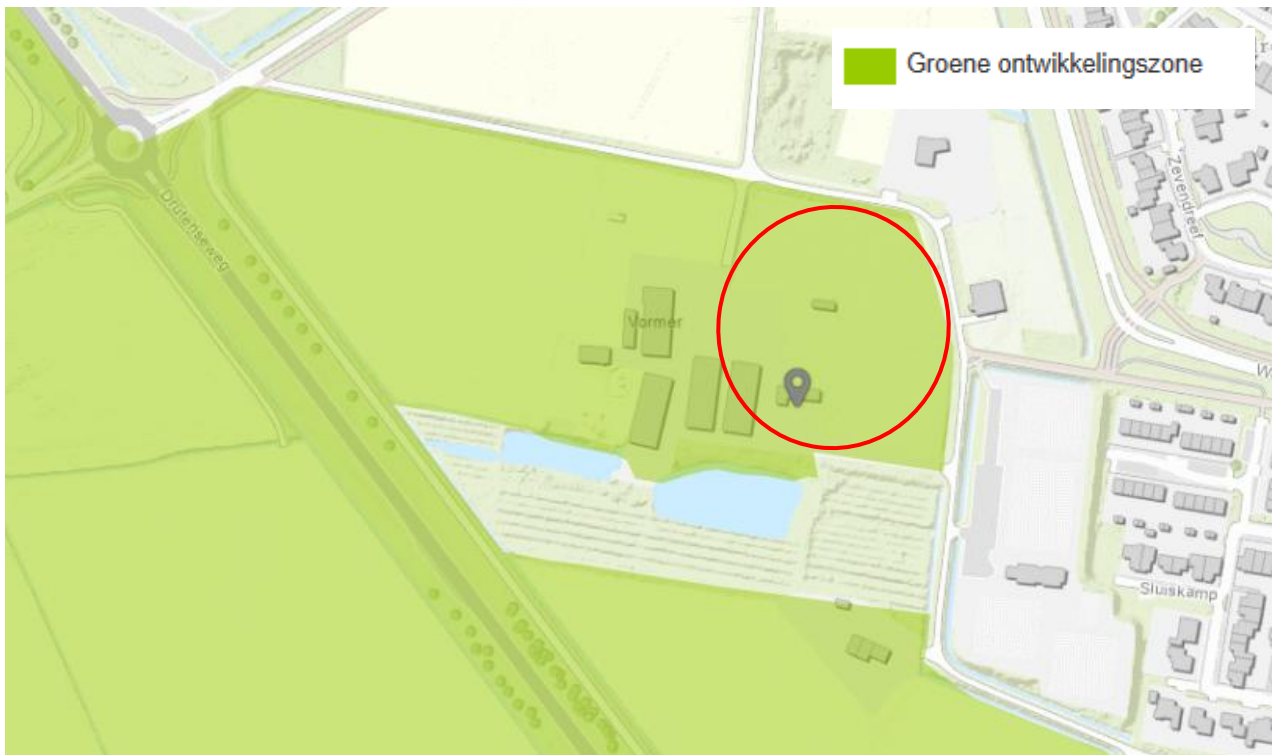 Groene ontwikkelingszone
Zevendreef
Drutenseweg
Vormer
Sluiskamp